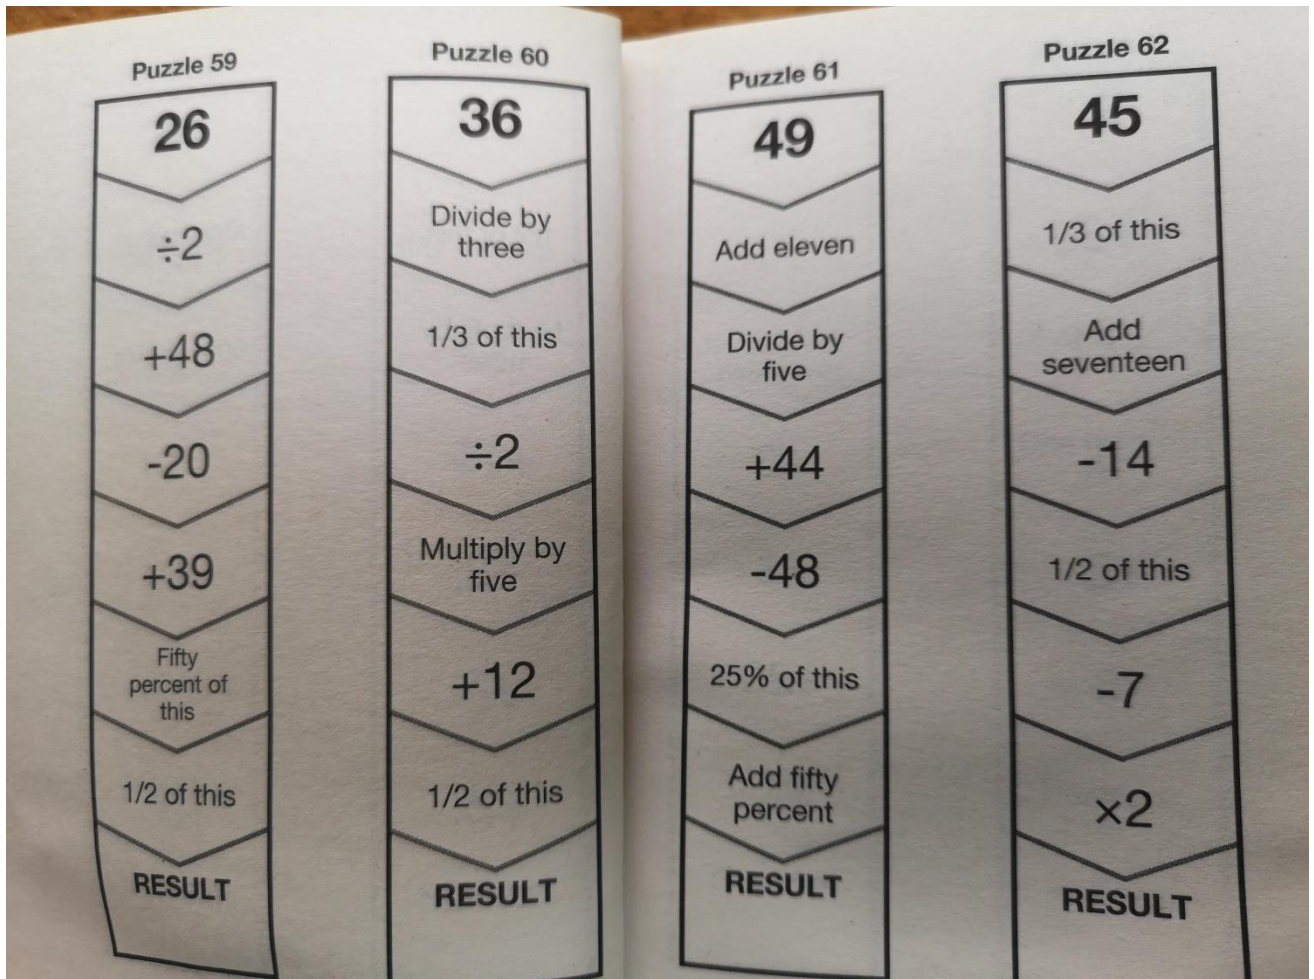 Puzzle 59
26
÷2
+48
-20
+39
Fifty
percent of
this
1/2 of this
RESULT
Puzzle 60
36
Divide by
three
1/3 of this
÷2
Multiply by
five
+12
1/2 of this
RESULT
Puzzle 61
49
Add eleven
Divide by
five
+44
-48
25% of this
Add fifty
percent
RESULT
Puzzle 62
45
1/3 of this
Add
seventeen
-14
1/2 of this
-7
×2
RESULT